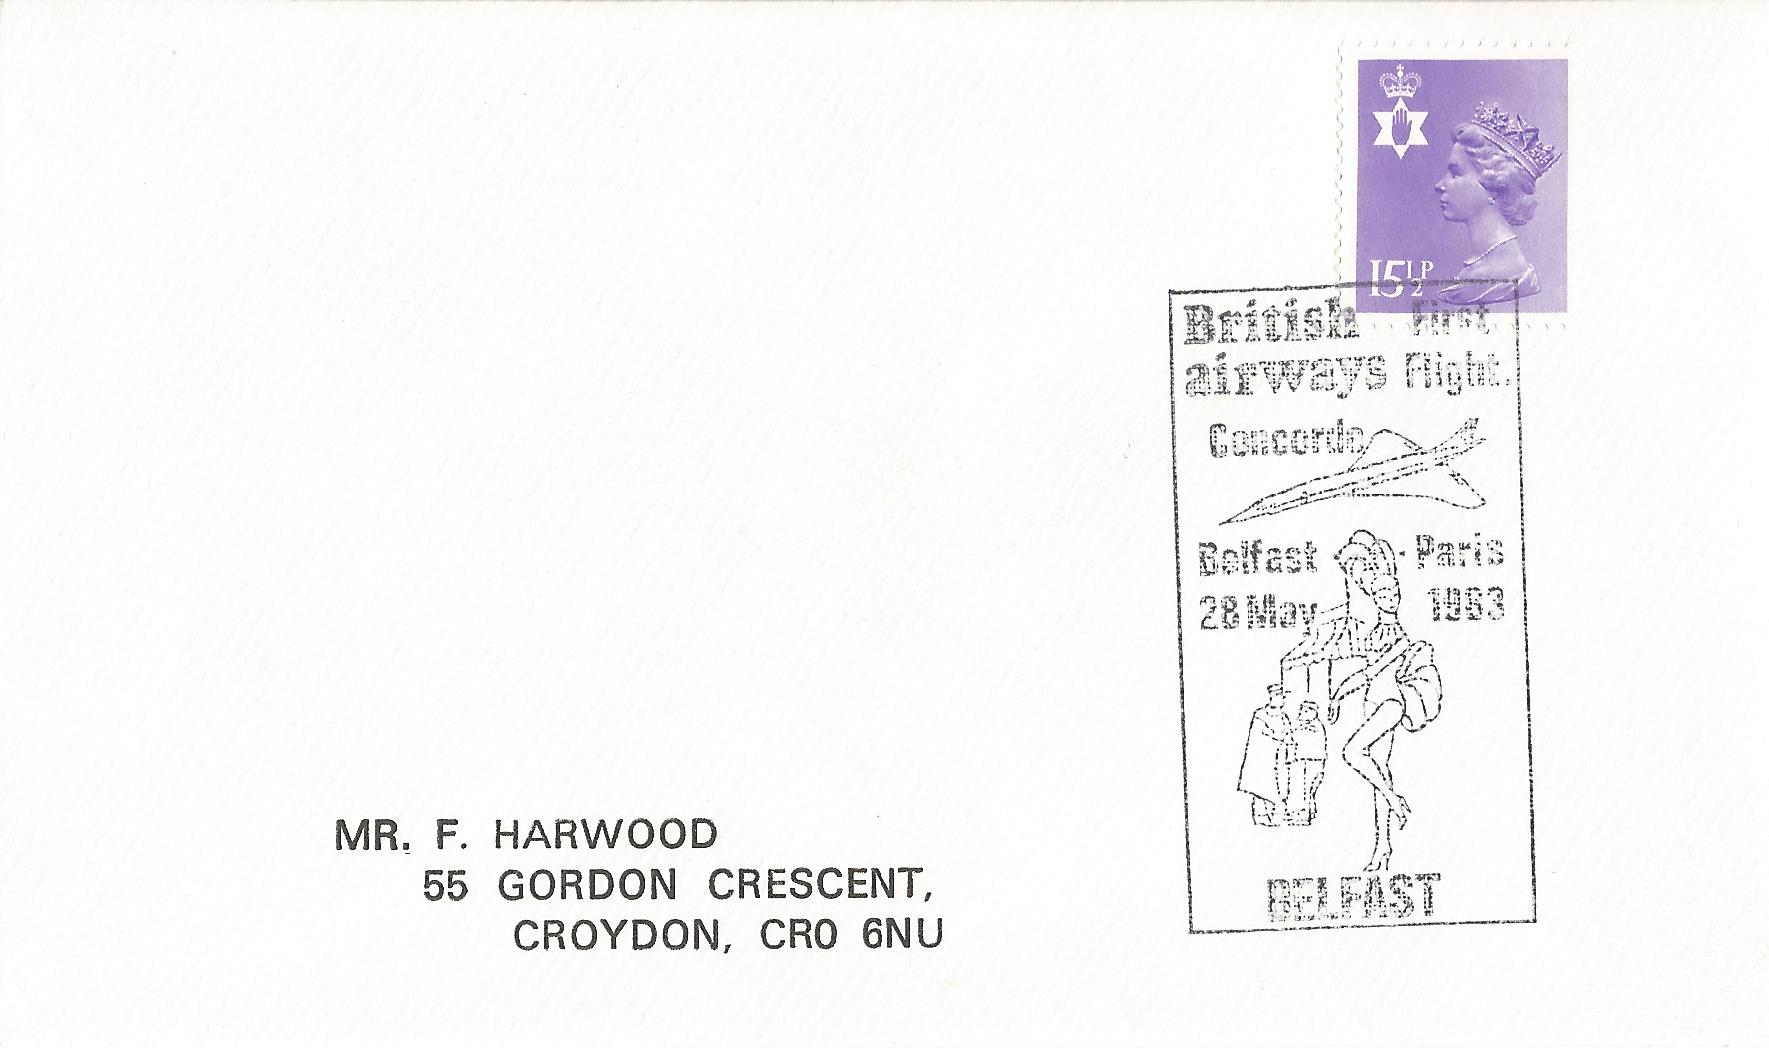 15½P
British First
airways Flight.
Concorde
Belfast - Paris
28 May 1983
BELFAST
MR. F. HARWOOD
55 GORDON CRESCENT,
CROYDON, CR0 6NU